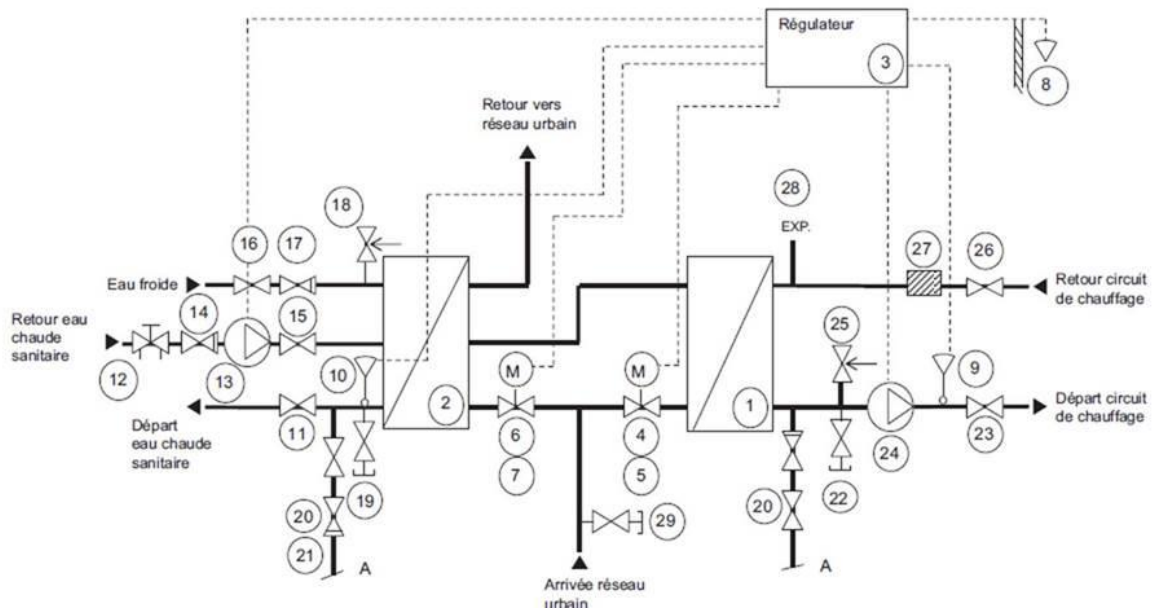 Régulateur
3
8
Retour vers
réseau urbain
18
28
16
17
EXP.
27
26
Eau froide
Retour circuit
de chauffage
Retour eau
chaude
sanitaire
14
15
25
12
13
10
M
M
9
2
1
Départ
eau chaude
sanitaire
11
6
7
4
5
24
23
Départ circuit
de chauffage
19
20
21
29
20
22
A
A
Arrivée réseau
urbain